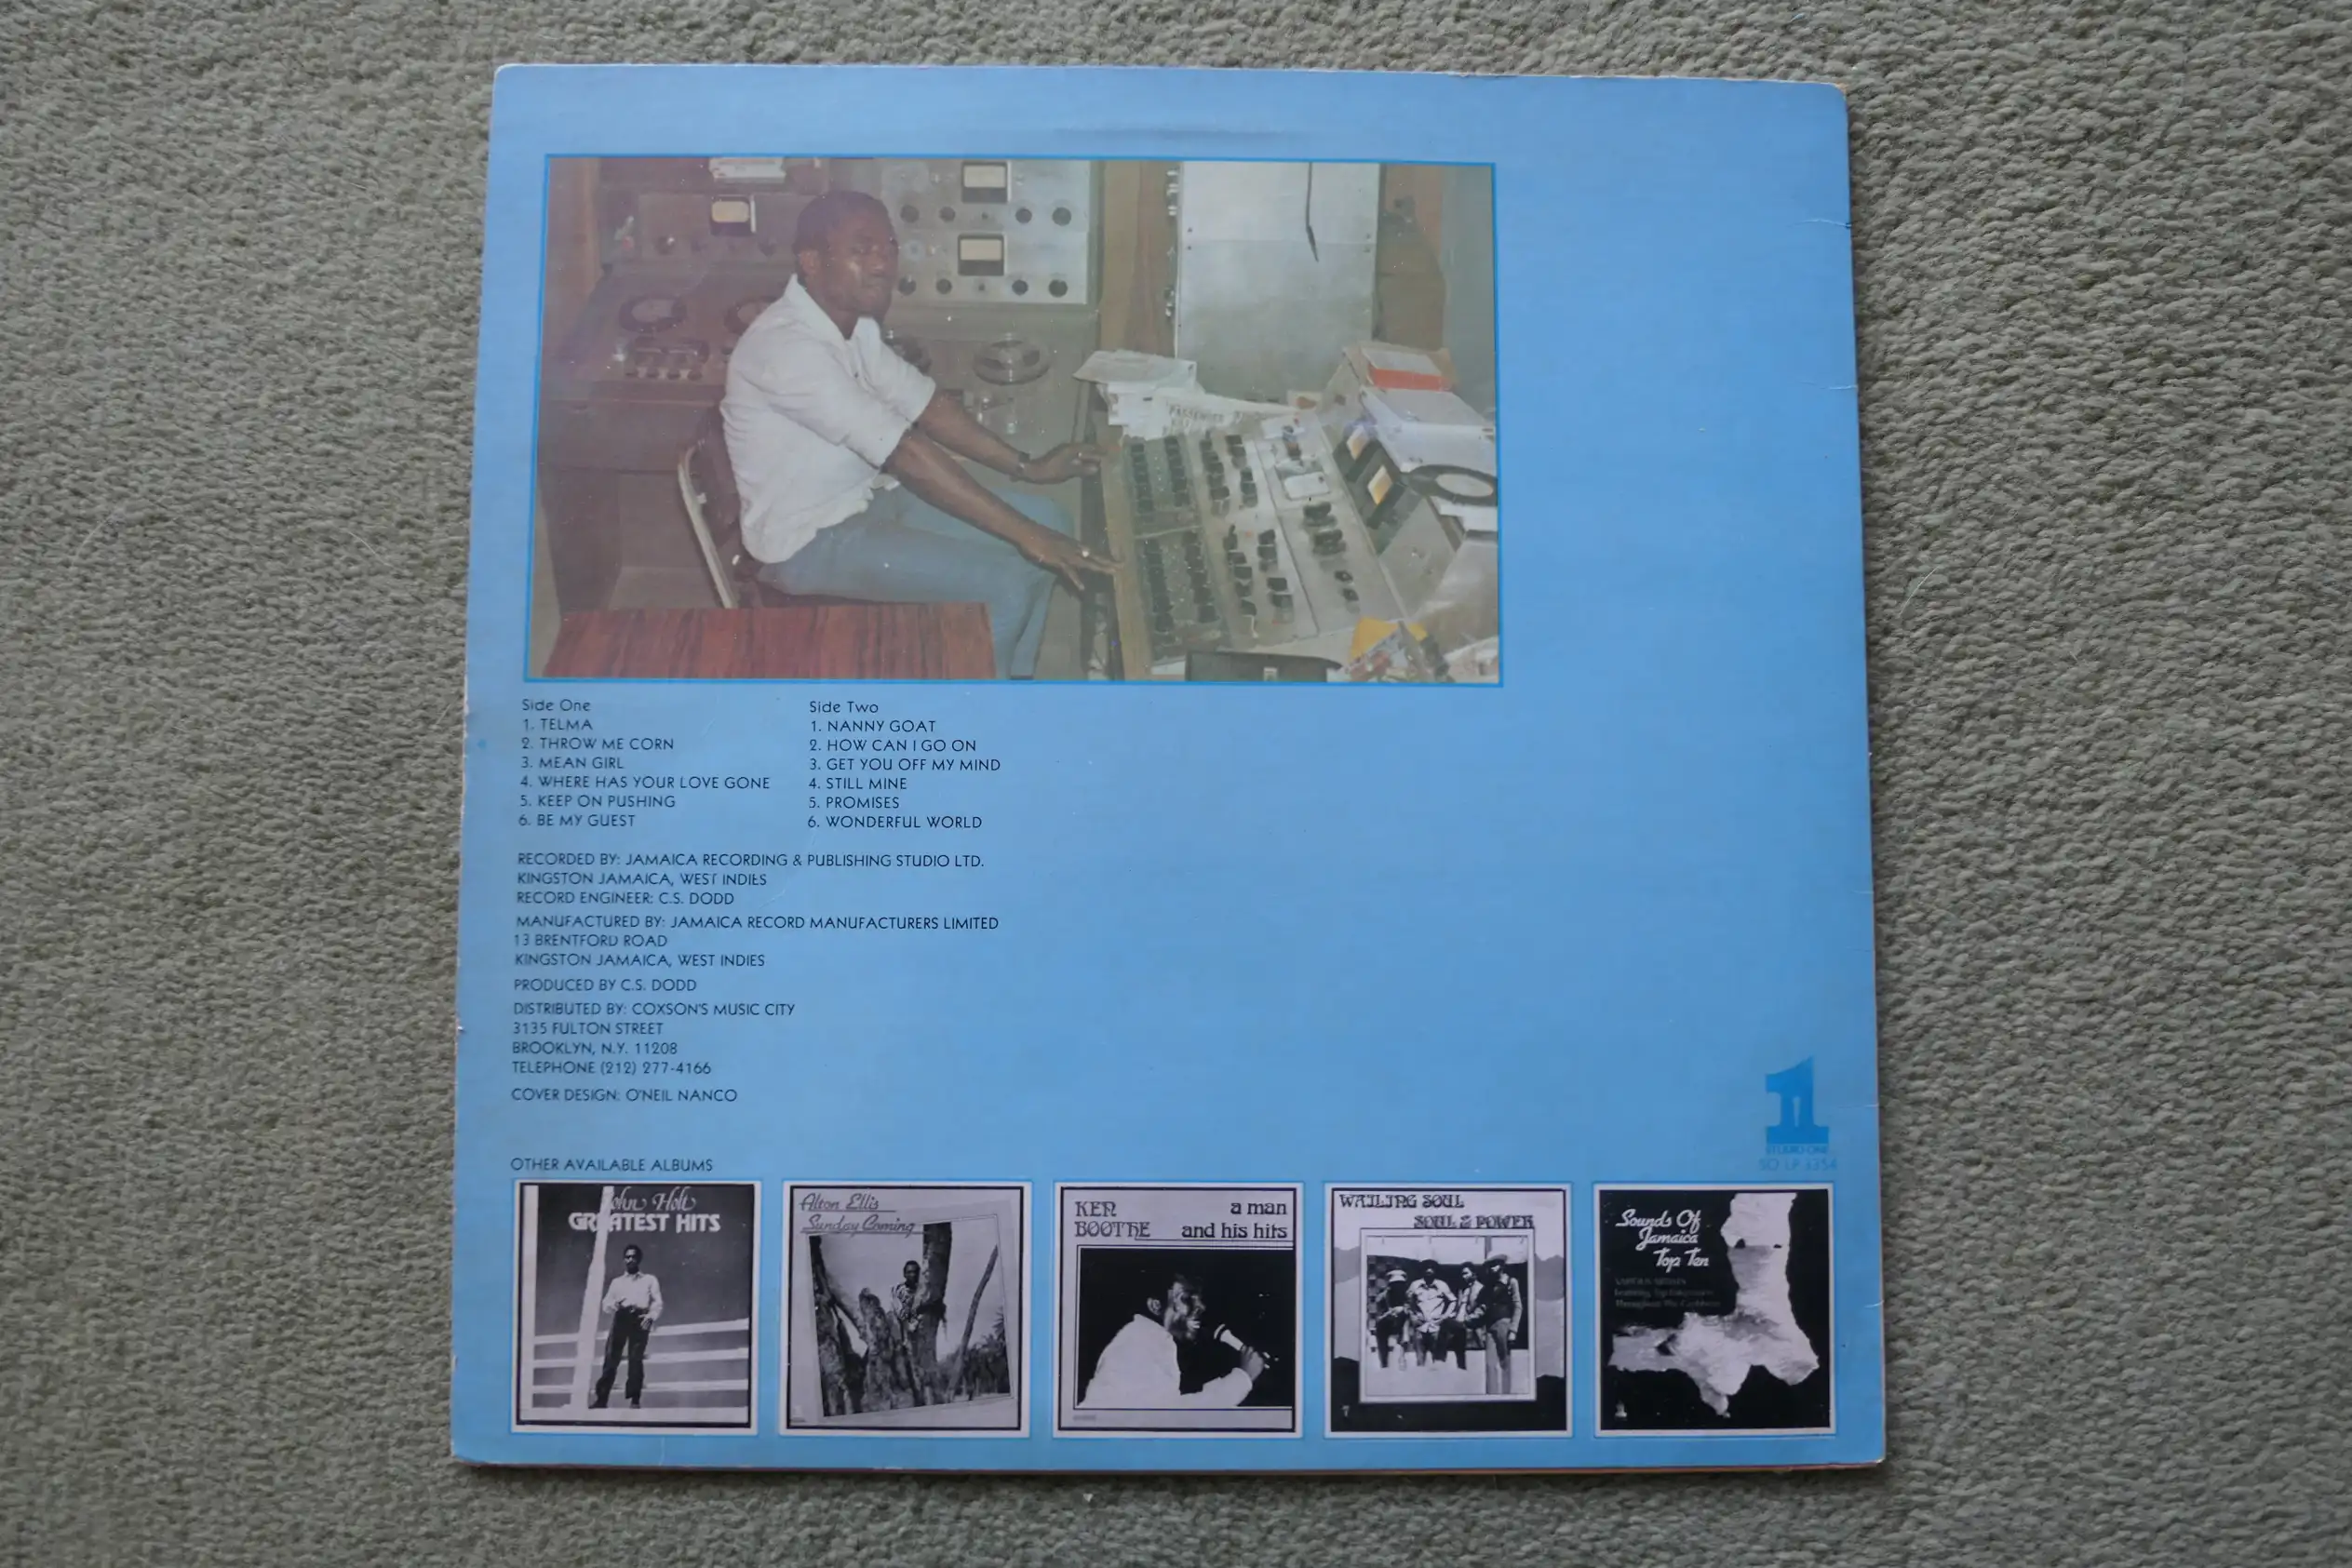 PASSENGER
Side One
1. TELMA
2. THROW ME CORN
3. MEAN GIRL
4. WHERE HAS YOUR LOVE GONE
5. KEEP ON PUSHING
6. BE MY GUEST
Side Two
1. NANNY GOAT
2. HOW CAN I GO ON
3. GET YOU OFF MY MIND
4. STILL MINE
5. PROMISES
6. WONDERFUL WORLD
RECORDED BY: JAMAICA RECORDING & PUBLISHING STUDIO LTD.
KINGSTON JAMAICA, WEST INDIES
RECORD ENGINEER: C.S. DODD
MANUFACTURED BY: JAMAICA RECORD MANUFACTURERS LIMITED
13 BRENTFORD ROAD
KINGSTON JAMAICA, WEST INDIES
PRODUCED BY C.S. DODD
DISTRIBUTED BY: COXSON'S MUSIC CITY
3135 FULTON STREET
BROOKLYN, N.Y. 11208
TELEPHONE (212) 277-4166
COVER DESIGN: O'NEIL NANCO
1
STUDIO ONE
SO LP 3354
OTHER AVAILABLE ALBUMS
John Holt
GREATEST HITS
Alton Ellis
Sunday Coming
KEN
BOOTHE
a man
and his hits
WAILING SOUL
SOUL & POWER
Sounds Of
Jamaica
Top Ten